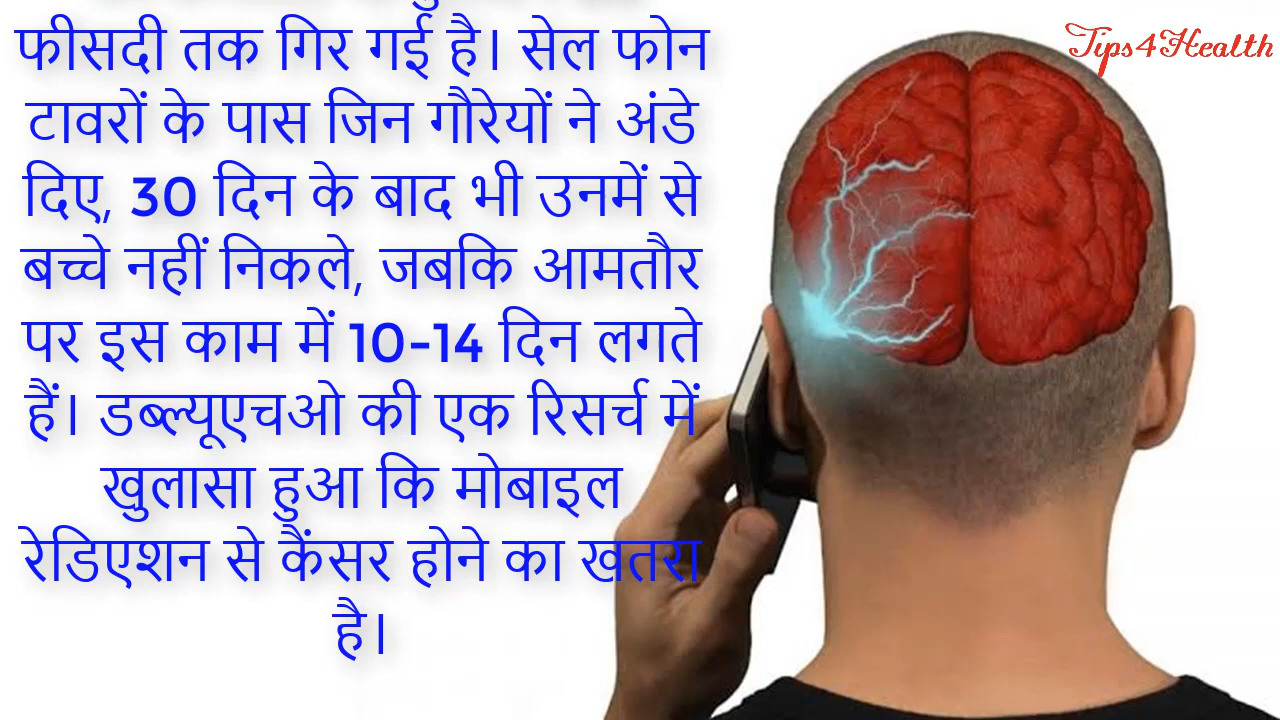 फीसदी तक गिर गई है। सेल फोन
टावरों के पास जिन गौरेयों ने अंडे
दिए, 30 दिन के बाद भी उनमें से
बच्चे नहीं निकले, जबकि आमतौर
पर इस काम में 10-14 दिन लगते
हैं। डब्ल्यूएचओ की एक रिसर्च में
खुलासा हुआ कि मोबाइल
रेडिएशन से कैंसर होने का खतरा
है।
Tips4Health